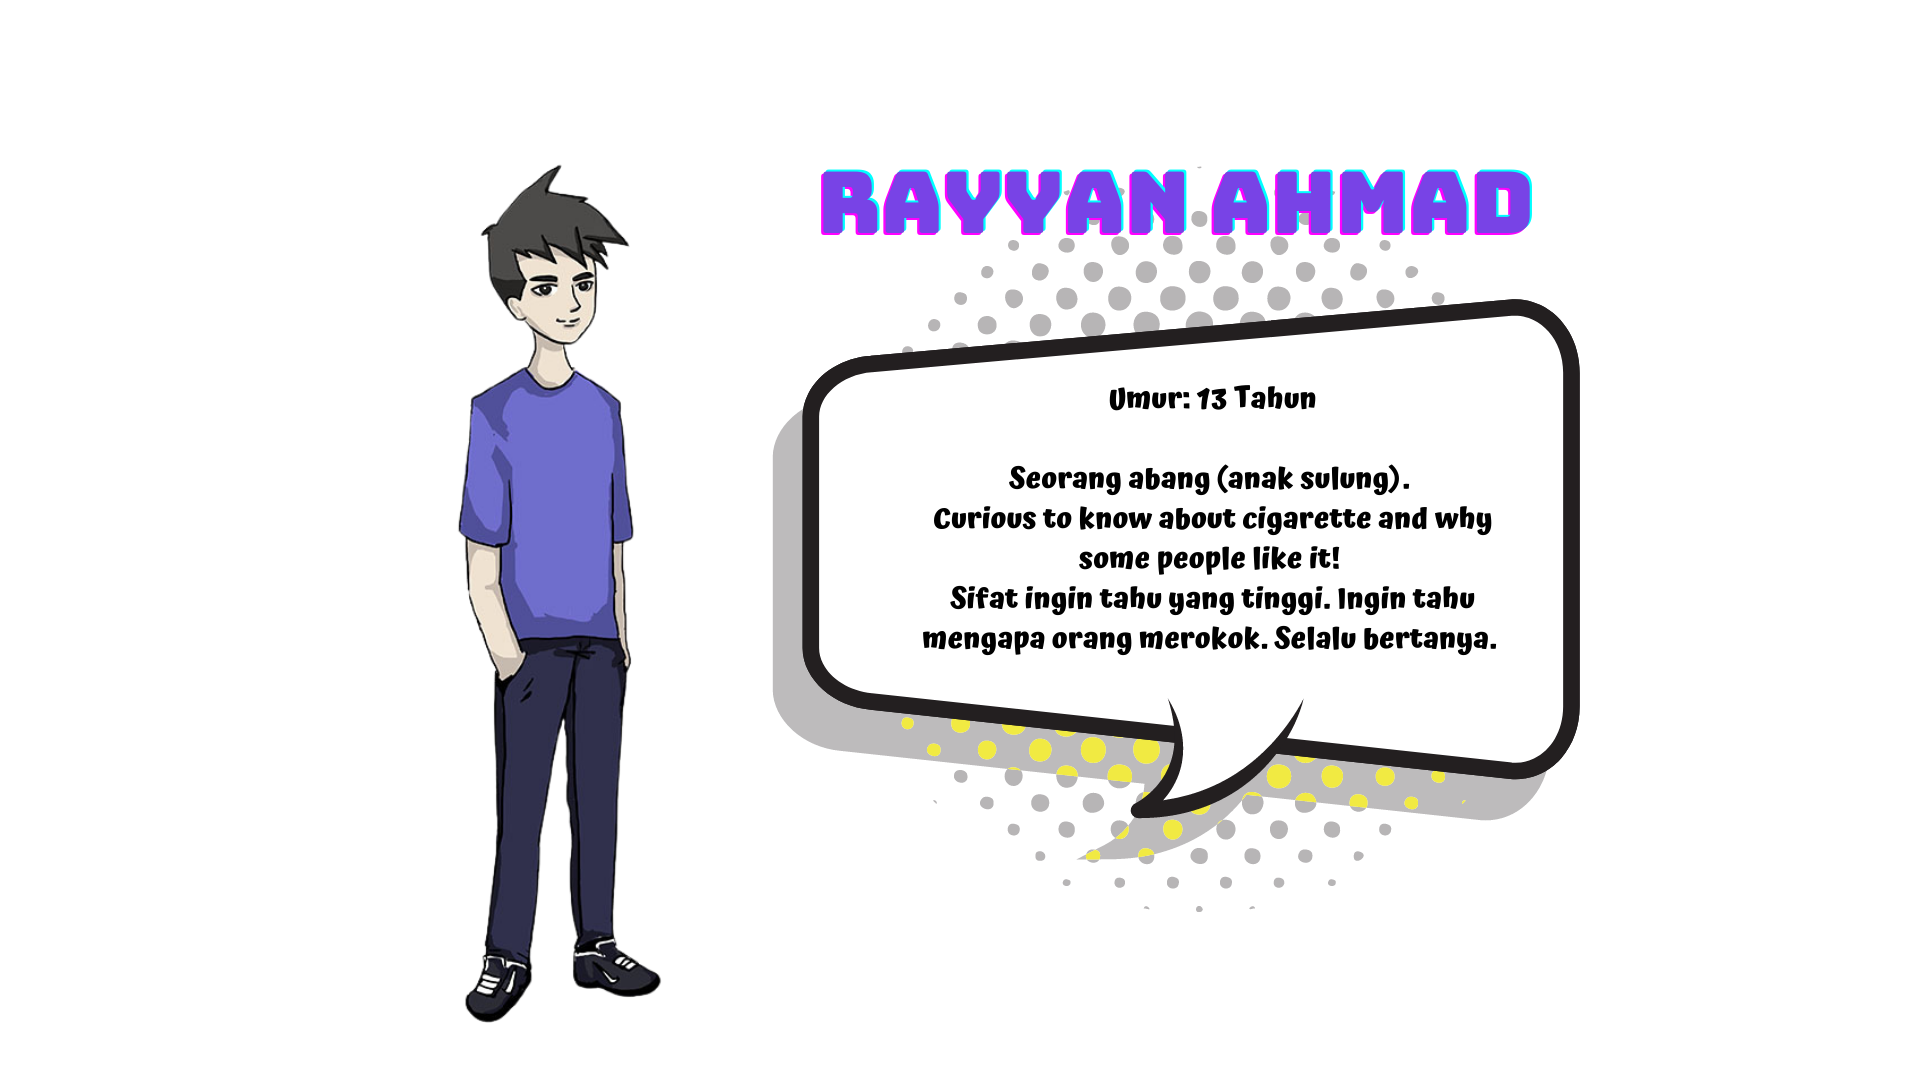 RAYYAN AHMAD
Umur: 13 Tahun
Seorang abang (anak sulung).
Curious to know about cigarette and why
some people like it!
Sifat ingin tahu yang tinggi. Ingin tahu
mengapa orang merokok. Selalu bertanya.